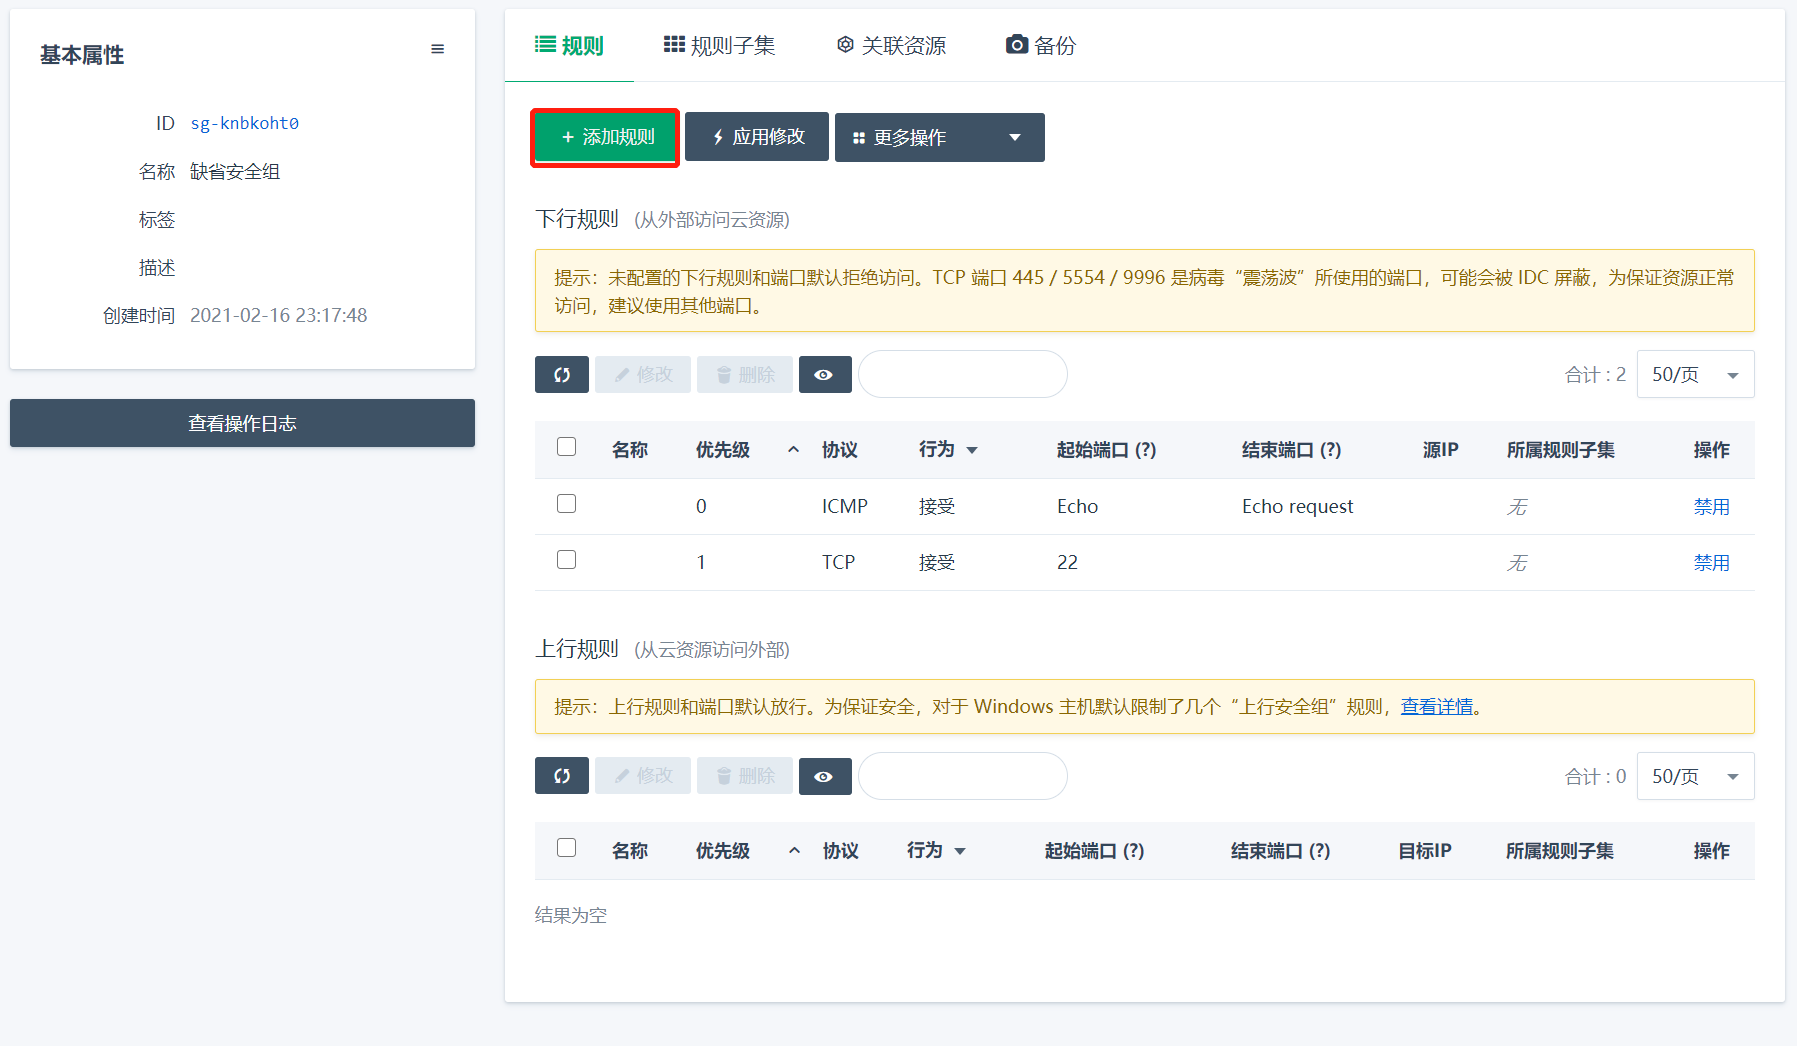 基本属性
ID sg-knbkoht0
名称 缺省安全组
标签
描述
创建时间 2021-02-16 23:17:48
查看操作日志
规则 规则子集 关联资源 备份
+ 添加规则 应用修改 更多操作
下行规则 (从外部访问云资源)
提示：未配置的下行规则和端口默认拒绝访问。TCP 端口 445 / 5554 / 9996 是病毒“震荡波”所使用的端口，可能会被 IDC 屏蔽，为保证资源正常
访问，建议使用其他端口。
修改 删除 合计 : 2 50/页
名称 优先级 协议 行为 起始端口 (?) 结束端口 (?) 源IP 所属规则子集 操作
0 ICMP 接受 Echo Echo request 无 禁用
1 TCP 接受 22 无 禁用
上行规则 (从云资源访问外部)
提示：上行规则和端口默认放行。为保证安全，对于 Windows 主机默认限制了几个“上行安全组”规则，查看详情。
修改 删除 合计 : 0 50/页
名称 优先级 协议 行为 起始端口 (?) 结束端口 (?) 目标IP 所属规则子集 操作
结果为空